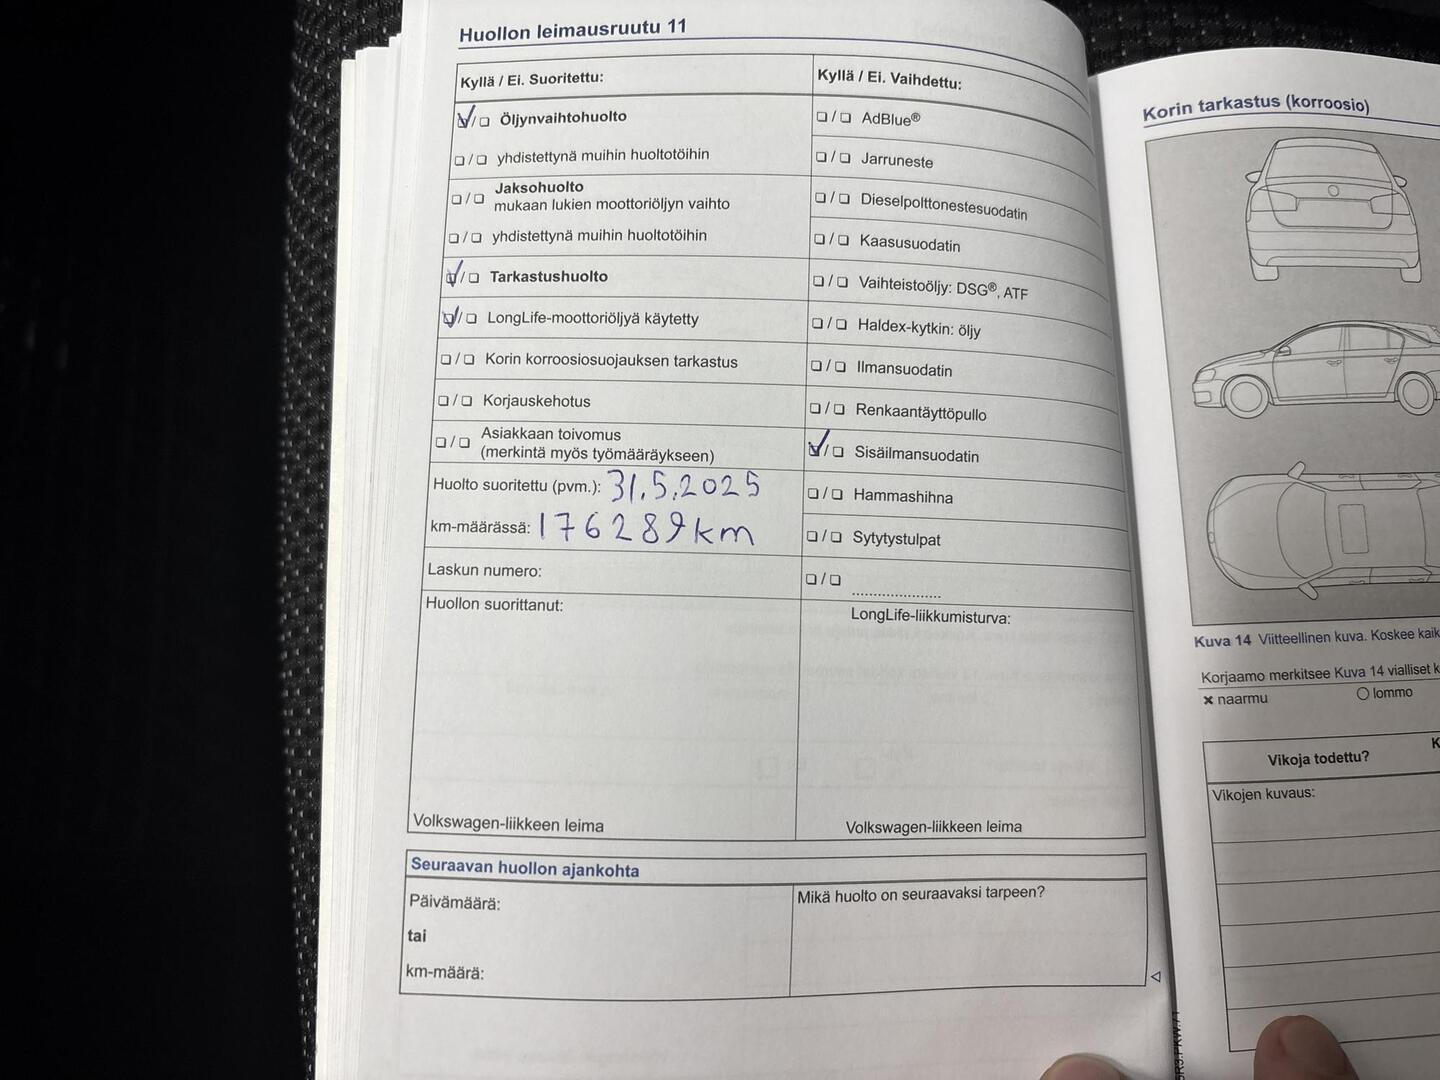 Huollon leimausruutu 11
Kyllä / Ei. Suoritettu:
Öljynvaihtohuolto
yhdistettynä muihin huoltotöihin
Jaksohuolto
mukaan lukien moottoriöljyn vaihto
yhdistettynä muihin huoltotöihin
Tarkastushuolto
LongLife-moottoriöljyä käytetty
Korin korroosiosuojauksen tarkastus
Korjauskehotus
Asiakkaan toivomus
(merkintä myös työmääräykseen)
Huolto suoritettu (pvm.): 31.5.2025
km-määrässä: 176289km
Laskun numero:
Huollon suorittanut:
Volkswagen-liikkeen leima
Kyllä / Ei. Vaihdettu:
AdBlue®
Jarruneste
Dieselpolttonestesuodatin
Kaasusuodatin
Vaihteistoöljy: DSG®, ATF
Haldex-kytkin: öljy
Ilmansuodatin
Renkaantäyttöpullo
Sisäilmansuodatin
Hammashihna
Sytytystulpat
LongLife-liikkumisturva:
Volkswagen-liikkeen leima
Seuraavan huollon ajankohta
Päivämäärä:
tai
km-määrä:
Mikä huolto on seuraavaksi tarpeen?
Korin tarkastus (korroosio)
Kuva 14 Viitteellinen kuva. Koskee
Korjaamo merkitsee Kuva 14 vialliset
× naarmu
○ lommo
Vikoja todettu?
Vikojen kuvaus: